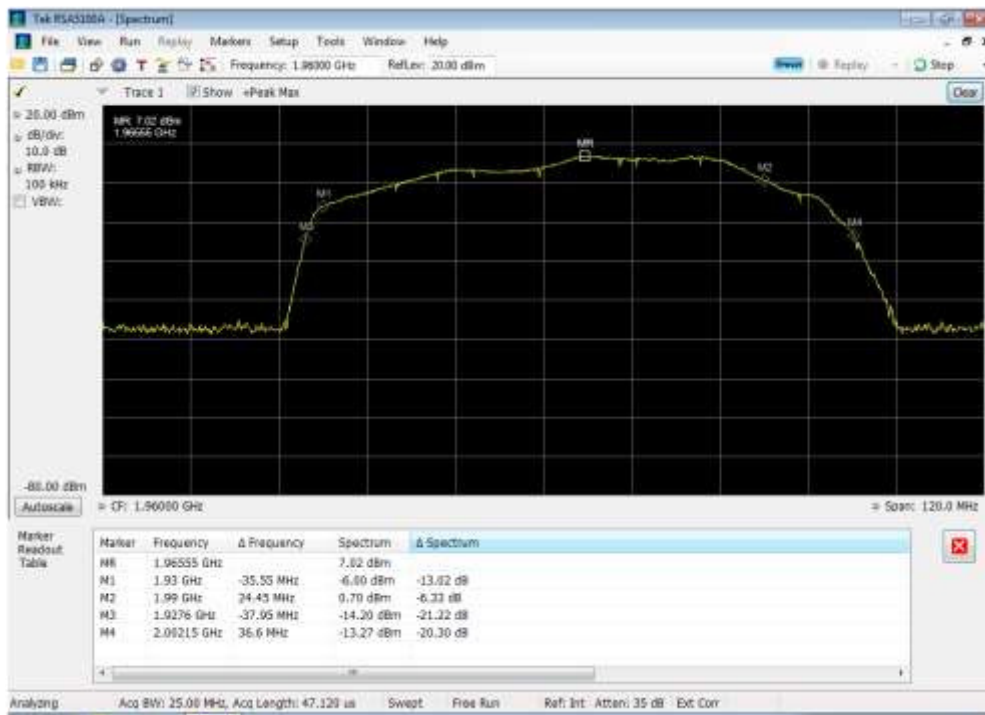 Tek RSA5100A - [Spectrum]
File View Run Replay Markers Setup Tools Window Help
Frequency: 1.96000 GHz RefLev: 20.00 dBm Preset Replay Stop
Trace 1 Show +Peak Max Clear
20.00 dBm
dB/div:
10.0 dB
RBW:
100 kHz
VBW:
MR: 7.02 dBm
1.96555 GHz
MR
M2
M1
M3
M4
-80.00 dBm
Autoscale CF: 1.96000 GHz Span: 120.0 MHz
Marker
Readout
Table
Marker Frequency Δ Frequency Spectrum Δ Spectrum
MR 1.96555 GHz 7.02 dBm
M1 1.93 GHz -35.55 MHz -6.00 dBm -13.02 dB
M2 1.99 GHz 24.45 MHz 0.70 dBm -6.33 dB
M3 1.9276 GHz -37.95 MHz -14.20 dBm -21.22 dB
M4 2.00215 GHz 36.6 MHz -13.27 dBm -20.30 dB
Analyzing Acq BW: 25.00 MHz, Acq Length: 47.120 us Swept Free Run Ref: Int Atten: 35 dB Ext Corr